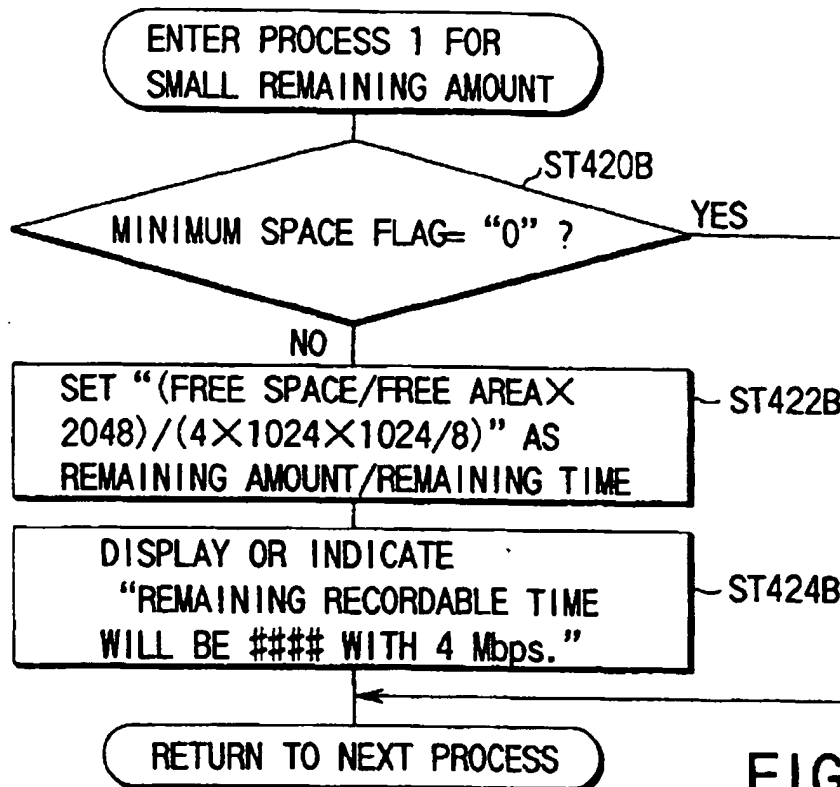 ENTER PROCESS 1 FOR
SMALL REMAINING AMOUNT
ST420B
MINIMUM SPACE FLAG= “0” ?
YES
NO
SET “(FREE SPACE/FREE AREA×
2048)/(4×1024×1024/8)” AS
REMAINING AMOUNT/REMAINING TIME
ST422B
DISPLAY OR INDICATE
“REMAINING RECORDABLE TIME
WILL BE #### WITH 4 Mbps.”
ST424B
RETURN TO NEXT PROCESS
FIG